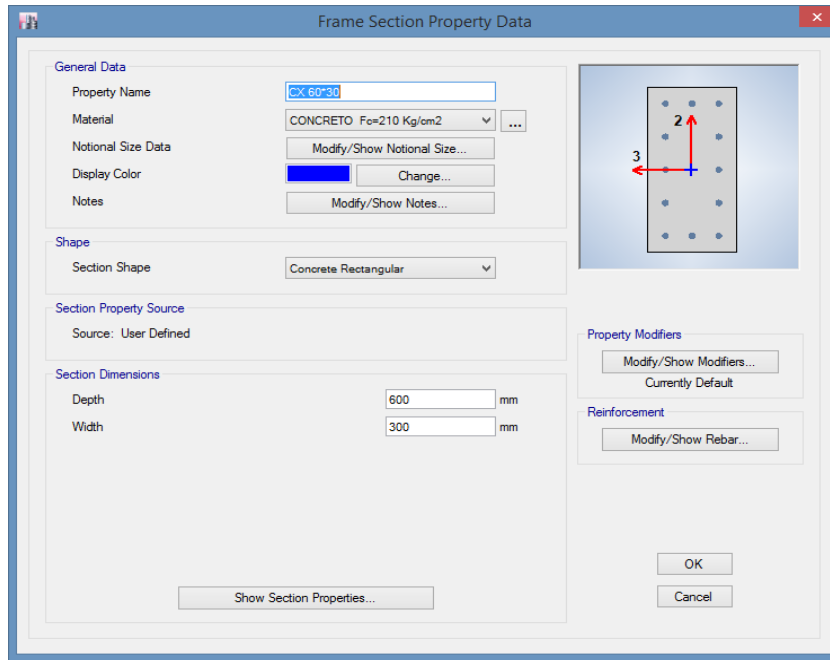 Frame Section Property Data
General Data
Property Name CX 60*30
Material CONCRETO Fc=210 Kg/cm2 ...
Notional Size Data Modify/Show Notional Size...
Display Color Change...
Notes Modify/Show Notes...
2
3
Shape
Section Shape Concrete Rectangular
Section Property Source
Source: User Defined
Section Dimensions
Depth 600 mm
Width 300 mm
Show Section Properties...
Property Modifiers
Modify/Show Modifiers...
Currently Default
Reinforcement
Modify/Show Rebar...
OK
Cancel